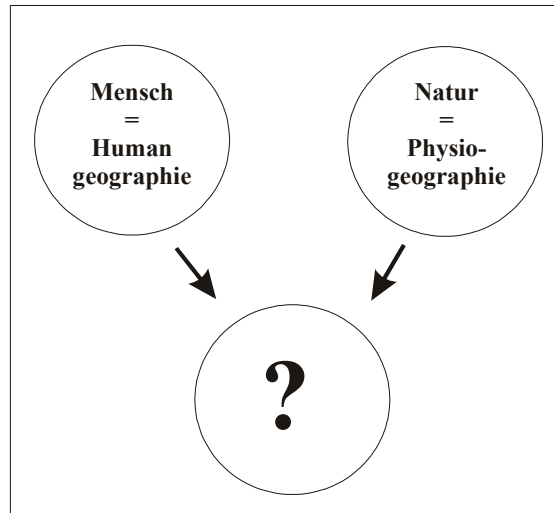 Mensch
=
Human
geographie
Natur
=
Physio-
geographie
?